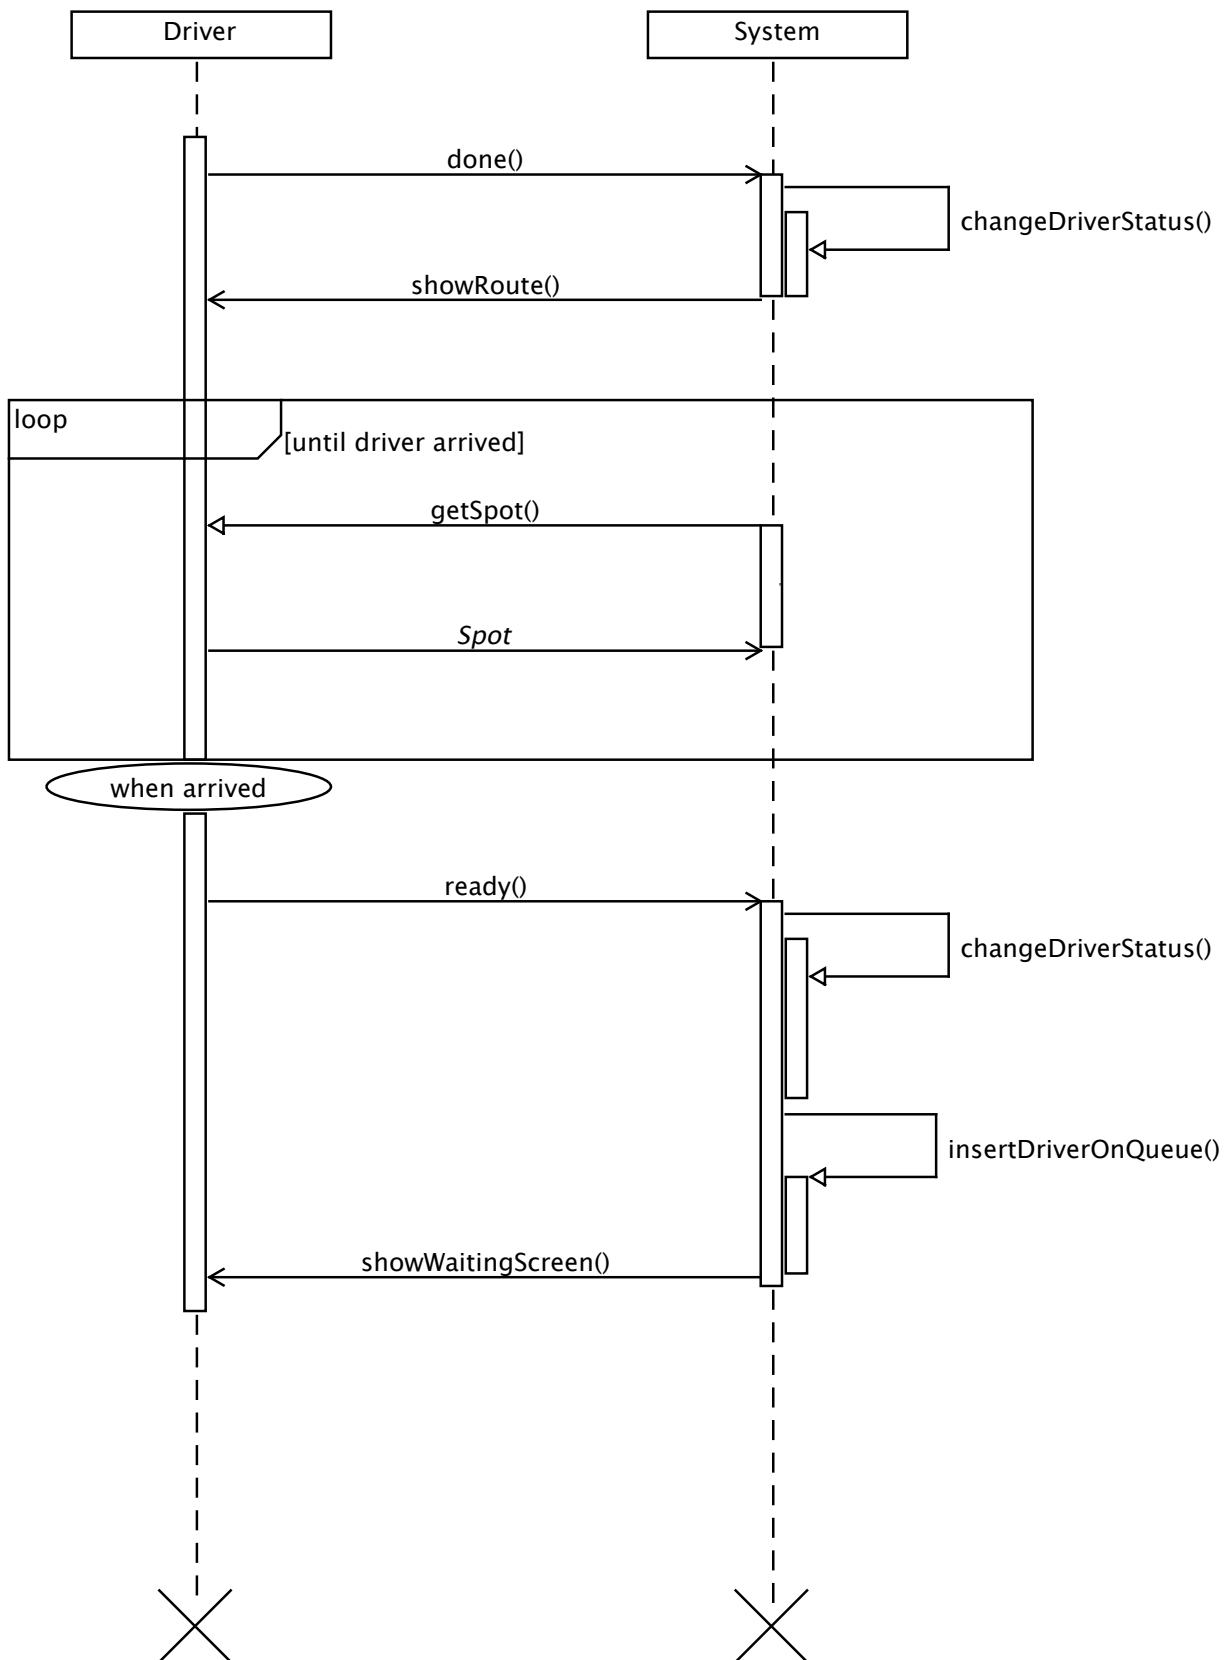 Driver
System
done()
changeDriverStatus()
showRoute()
loop
[until driver arrived]
getSpot()
Spot
when arrived
ready()
changeDriverStatus()
insertDriverOnQueue()
showWaitingScreen()